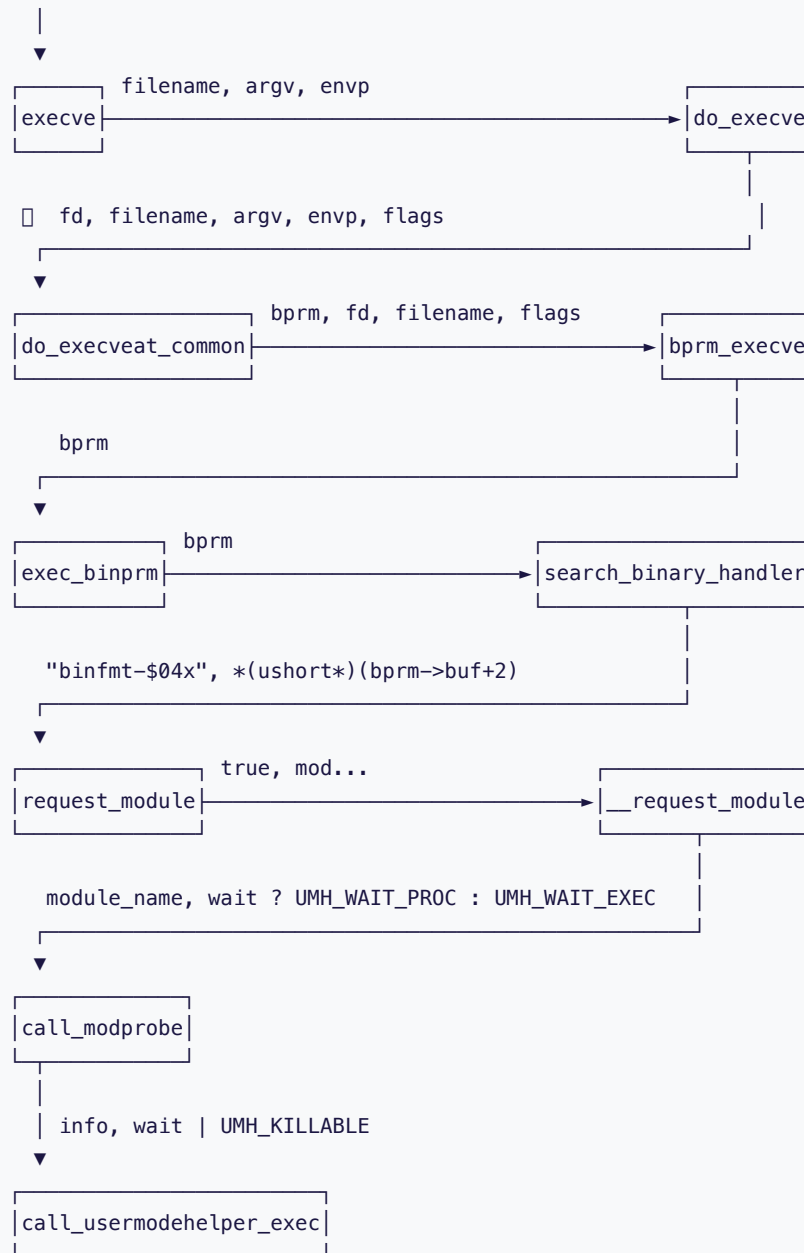 filename, argv, envp
execve do_execve
fd, filename, argv, envp, flags
bprm, fd, filename, flags
do_execveat_common bprm_execve
bprm
bprm
exec_binprm search_binary_handler
"binfmt-$04x", *(ushort*)(bprm->buf+2)
true, mod...
request_module __request_module
module_name, wait ? UMH_WAIT_PROC : UMH_WAIT_EXEC
call_modprobe
info, wait | UMH_KILLABLE
call_usermodehelper_exec